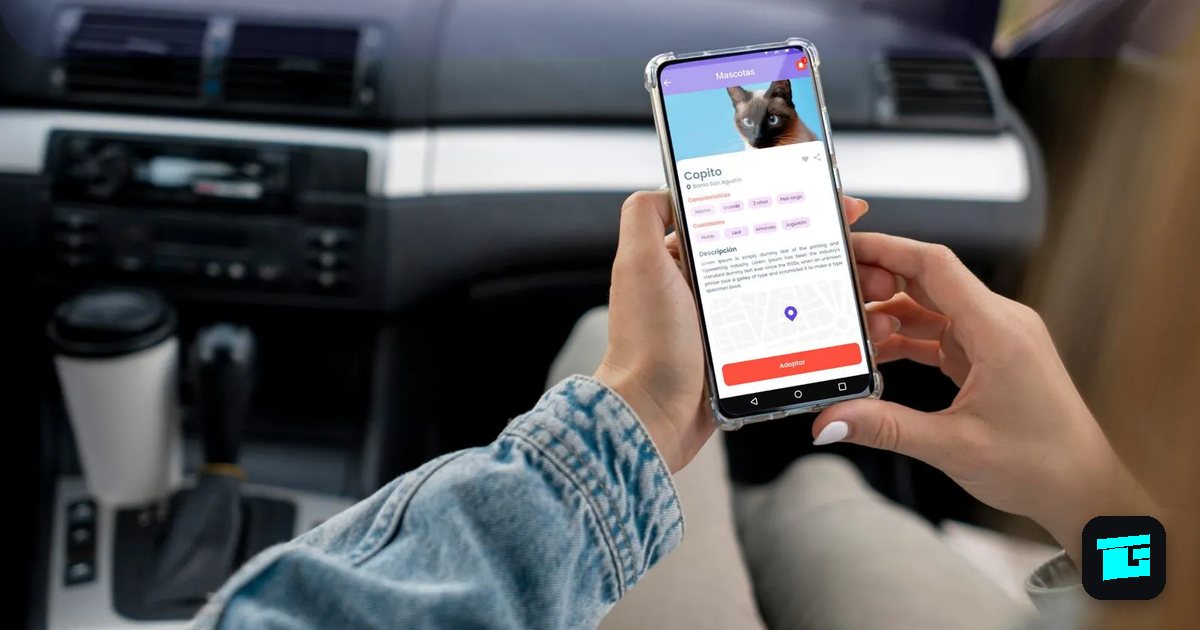 Mascotas
Copito
Barrio San Agustín
Características
Macho Grande 2 años Pelo largo
Cualidades
Leal Amoroso Juguetón
Descripción
Lorem Ipsum is simply dummy text of the printing and
typesetting industry. Lorem Ipsum has been the industry's
standard dummy text ever since the 1500s, when an unknown
printer took a galley of type and scrambled it to make a type
specimen book.
Adoptar
TG